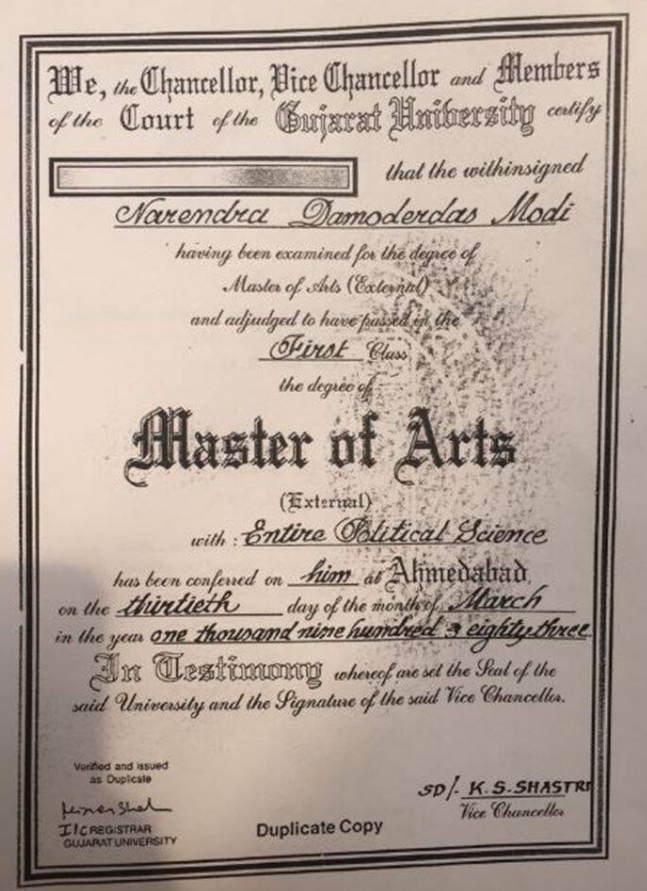 We, the Chancellor, Vice Chancellor and Members
of the Court of the Gujarat University certify
that the withinsigned
Narendra Damoderdas Modi
having been examined for the degree of
Master of Arts (External)
and adjudged to have passed in the
First Class
the degree of
Master of Arts
(External)
with : Entire Political Science
has been conferred on him at Ahmedabad,
on the thirtieth day of the month of, March
in the year one thousand nine hundred & eighty three.
In Testimony whereof are set the Seal of the
said University and the Signature of the said Vice Chancellor.
Verified and issued
as Duplicate
I/C REGISTRAR
GUJARAT UNIVERSITY
Duplicate Copy
SD/- K.S.SHASTRI
Vice Chancellor